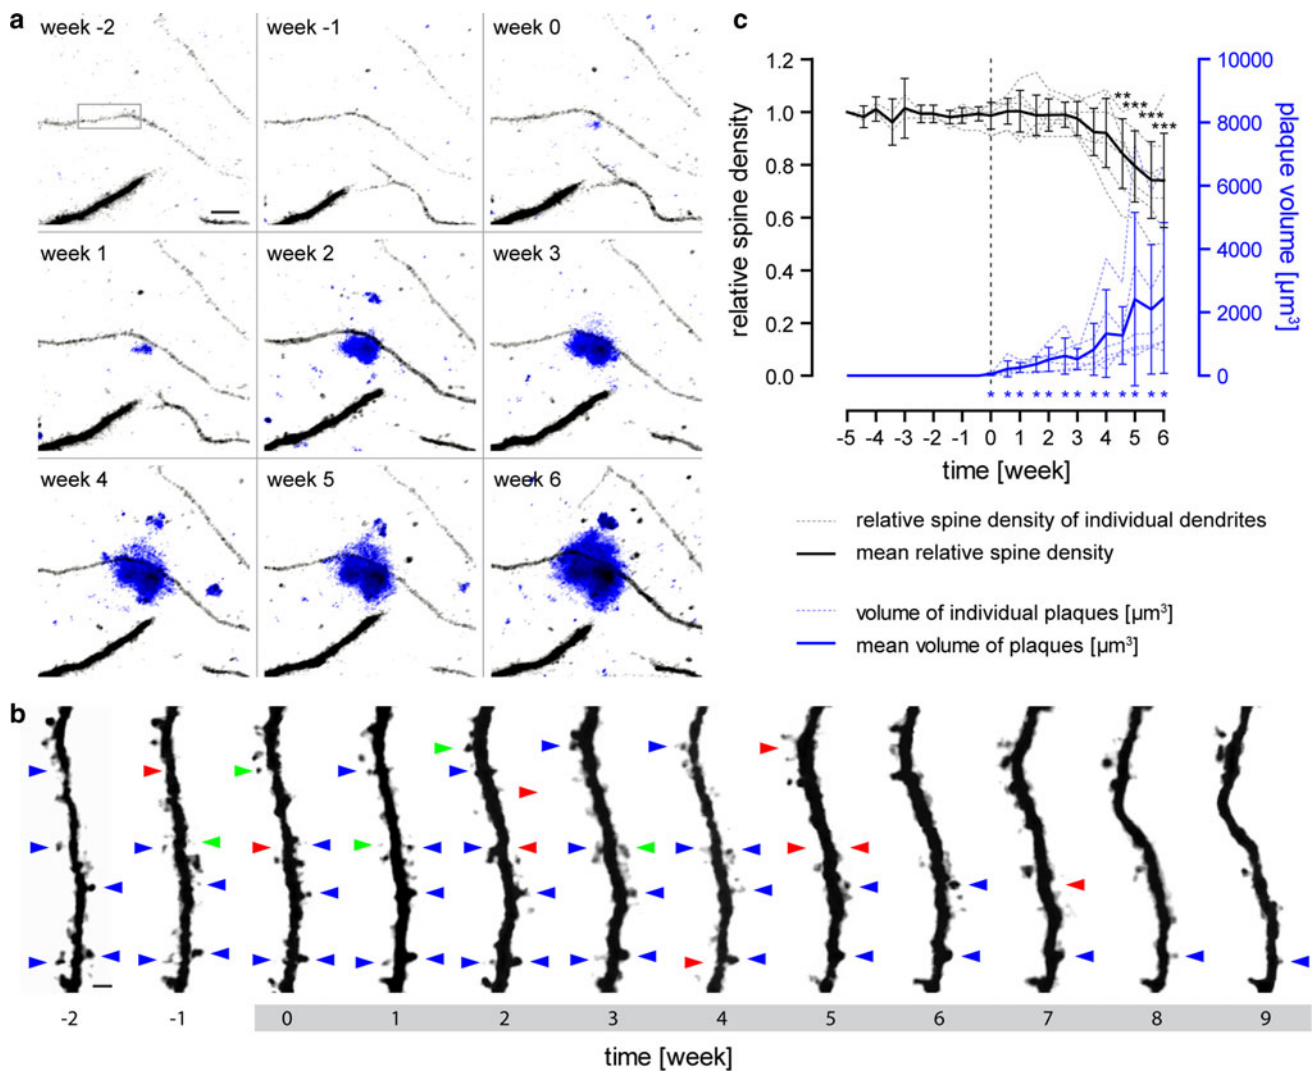 a
week -2
week -1
week 0
week 1
week 2
week 3
week 4
week 5
week 6
c
relative spine density
1.2
1.0
0.8
0.6
0.4
0.2
0.0
**
***
***
***
plaque volume [µm³]
10000
8000
6000
4000
2000
0
* * * * * * * * * * * * *
-5 -4 -3 -2 -1 0 1 2 3 4 5 6
time [week]
relative spine density of individual dendrites
mean relative spine density
volume of individual plaques [µm³]
mean volume of plaques [µm³]
b
-2 -1 0 1 2 3 4 5 6 7 8 9
time [week]